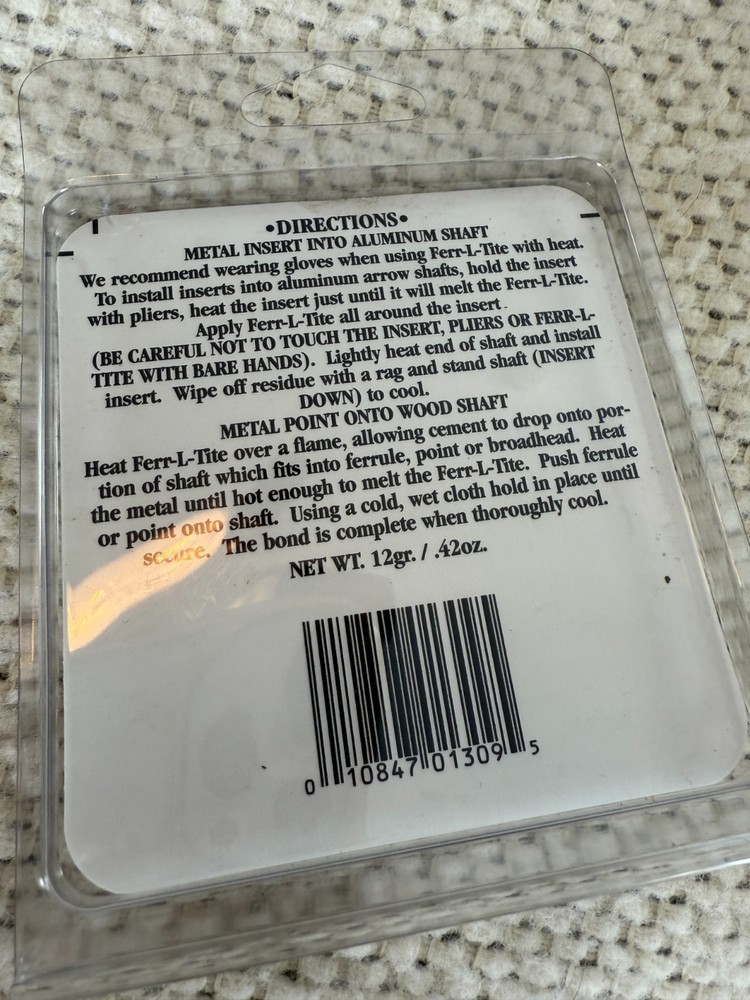 •DIRECTIONS•
METAL INSERT INTO ALUMINUM SHAFT
We recommend wearing gloves when using Ferr-L-Tite with heat.
To install inserts into aluminum arrow shafts, hold the insert
with pliers, heat the insert just until it will melt the Ferr-L-Tite.
Apply Ferr-L-Tite all around the insert.
(BE CAREFUL NOT TO TOUCH THE INSERT, PLIERS OR FERR-L-
TITE WITH BARE HANDS). Lightly heat end of shaft and install
insert. Wipe off residue with a rag and stand shaft (INSERT
DOWN) to cool.
METAL POINT ONTO WOOD SHAFT
Heat Ferr-L-Tite over a flame, allowing cement to drop onto por-
tion of shaft which fits into ferrule, point or broadhead. Heat
the metal until hot enough to melt the Ferr-L-Tite. Push ferrule
or point onto shaft. Using a cold, wet cloth hold in place until
secure. The bond is complete when thoroughly cool.
NET WT. 12gr. / .42oz.
0 10847 01309 5